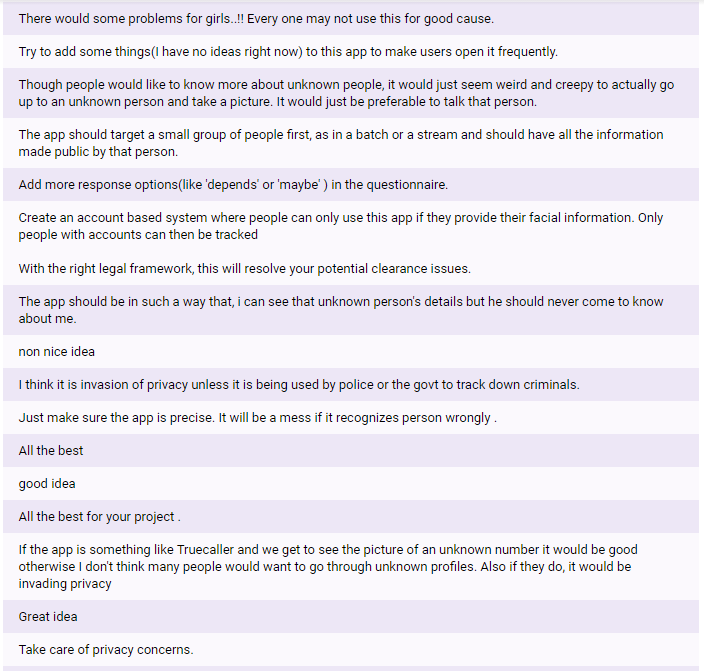 There would some problems for girls..!! Every one may not use this for good cause.
Try to add some things(I have no ideas right now) to this app to make users open it frequently.
Though people would like to know more about unknown people, it would just seem weird and creepy to actually go
up to an unknown person and take a picture. It would just be preferable to talk that person.
The app should target a small group of people first, as in a batch or a stream and should have all the information
made public by that person.
Add more response options(like 'depends' or 'maybe' ) in the questionnaire.
Create an account based system where people can only use this app if they provide their facial information. Only
people with accounts can then be tracked
With the right legal framework, this will resolve your potential clearance issues.
The app should be in such a way that, i can see that unknown person's details but he should never come to know
about me.
non nice idea
I think it is invasion of privacy unless it is being used by police or the govt to track down criminals.
Just make sure the app is precise. It will be a mess if it recognizes person wrongly .
All the best
good idea
All the best for your project .
If the app is something like Truecaller and we get to see the picture of an unknown number it would be good
otherwise I don't think many people would want to go through unknown profiles. Also if they do, it would be
invading privacy
Great idea
Take care of privacy concerns.